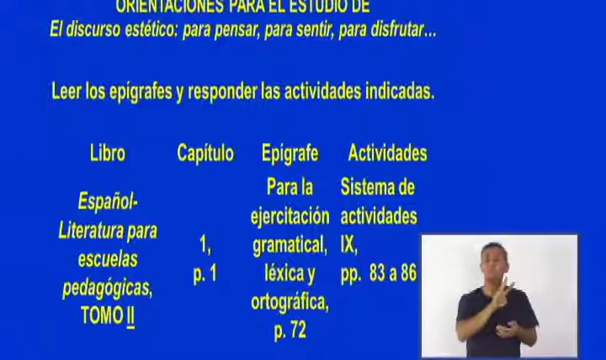 ORIENTACIONES PARA EL ESTUDIO DE
El discurso estético: para pensar, para sentir, para disfrutar...
Leer los epígrafes y responder las actividades indicadas.
Libro Capítulo Epígrafe Actividades
Español-
Literatura para
escuelas
pedagógicas,
TOMO II
1,
p. 1
Para la
ejercitación
gramatical,
léxica y
ortográfica,
p. 72
Sistema de
actividades
IX,
pp. 83 a 86